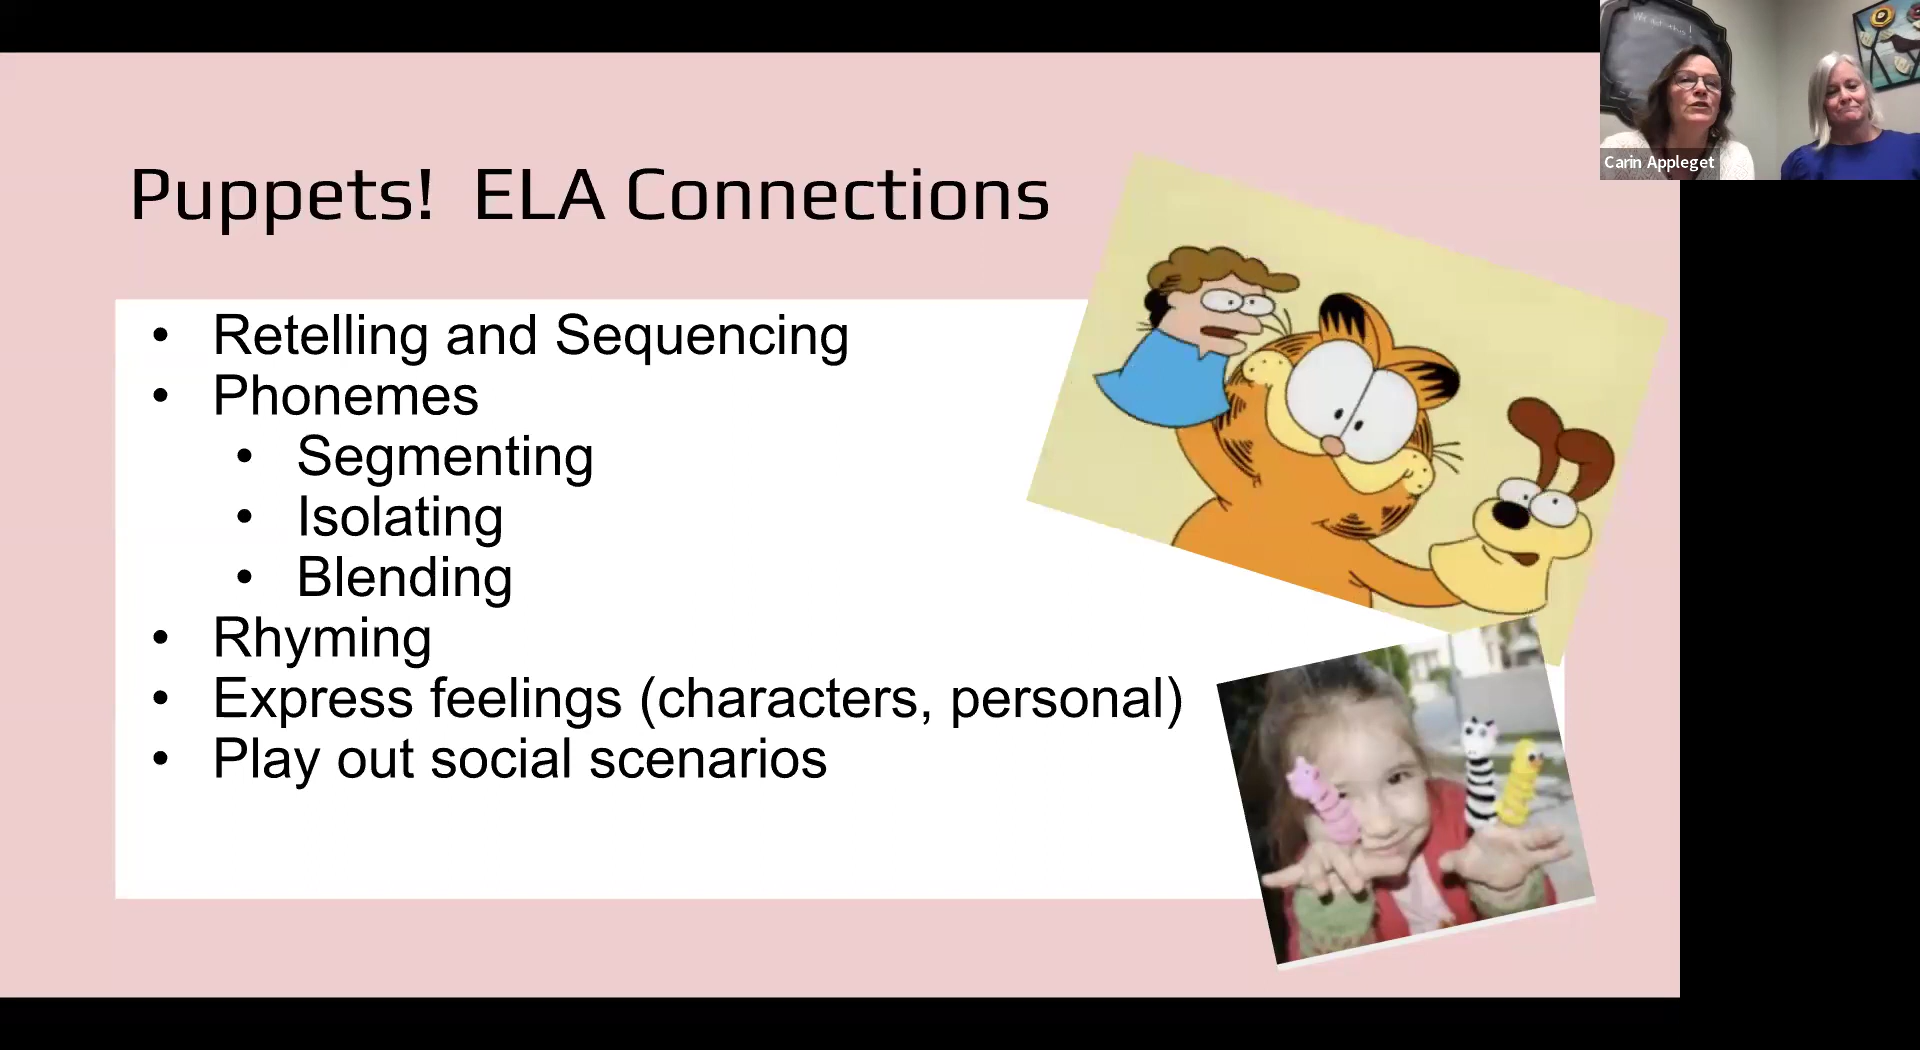 Puppets! ELA Connections
• Retelling and Sequencing
• Phonemes
• Segmenting
• Isolating
• Blending
• Rhyming
• Express feelings (characters, personal)
• Play out social scenarios
Carin Appleget